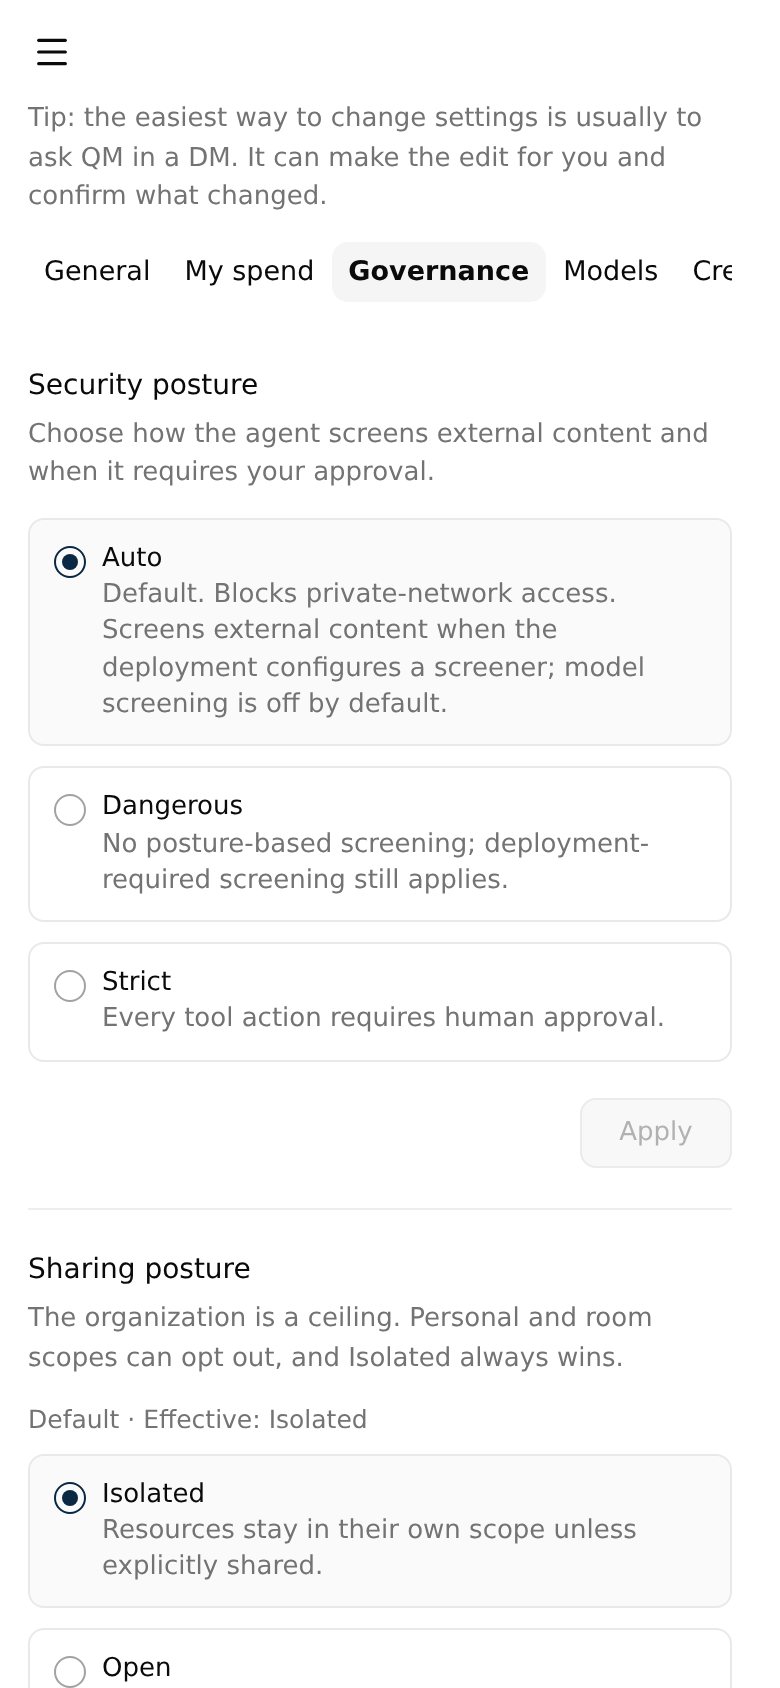 Tip: the easiest way to change settings is usually to
ask QM in a DM. It can make the edit for you and
confirm what changed.
General My spend Governance Models Cre
Security posture
Choose how the agent screens external content and
when it requires your approval.
Auto
Default. Blocks private-network access.
Screens external content when the
deployment configures a screener; model
screening is off by default.
Dangerous
No posture-based screening; deployment-
required screening still applies.
Strict
Every tool action requires human approval.
Apply
Sharing posture
The organization is a ceiling. Personal and room
scopes can opt out, and Isolated always wins.
Default · Effective: Isolated
Isolated
Resources stay in their own scope unless
explicitly shared.
Open